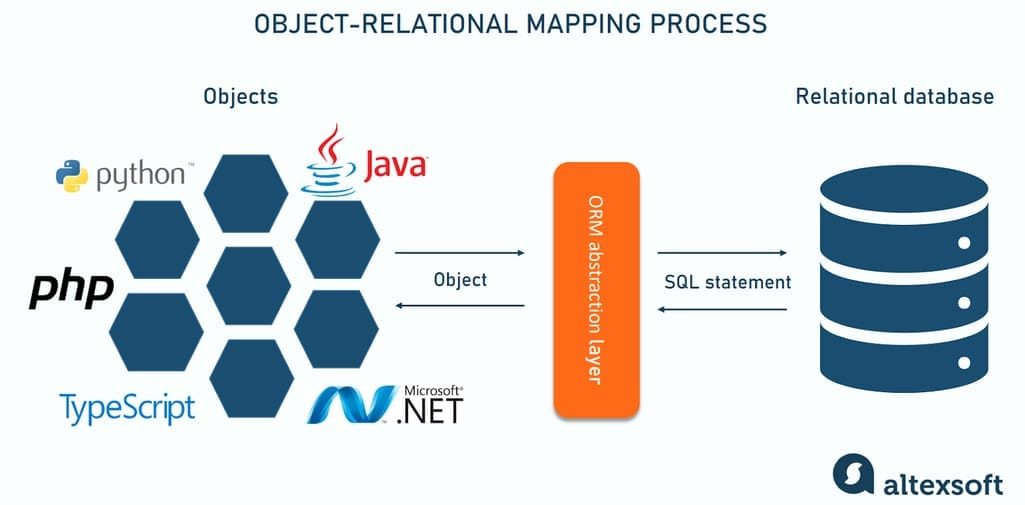 OBJECT-RELATIONAL MAPPING PROCESS
Objects
Relational database
python™
Java™
php
TypeScript
Microsoft®
.NET
Object
ORM abstraction layer
SQL statement
altexsoft